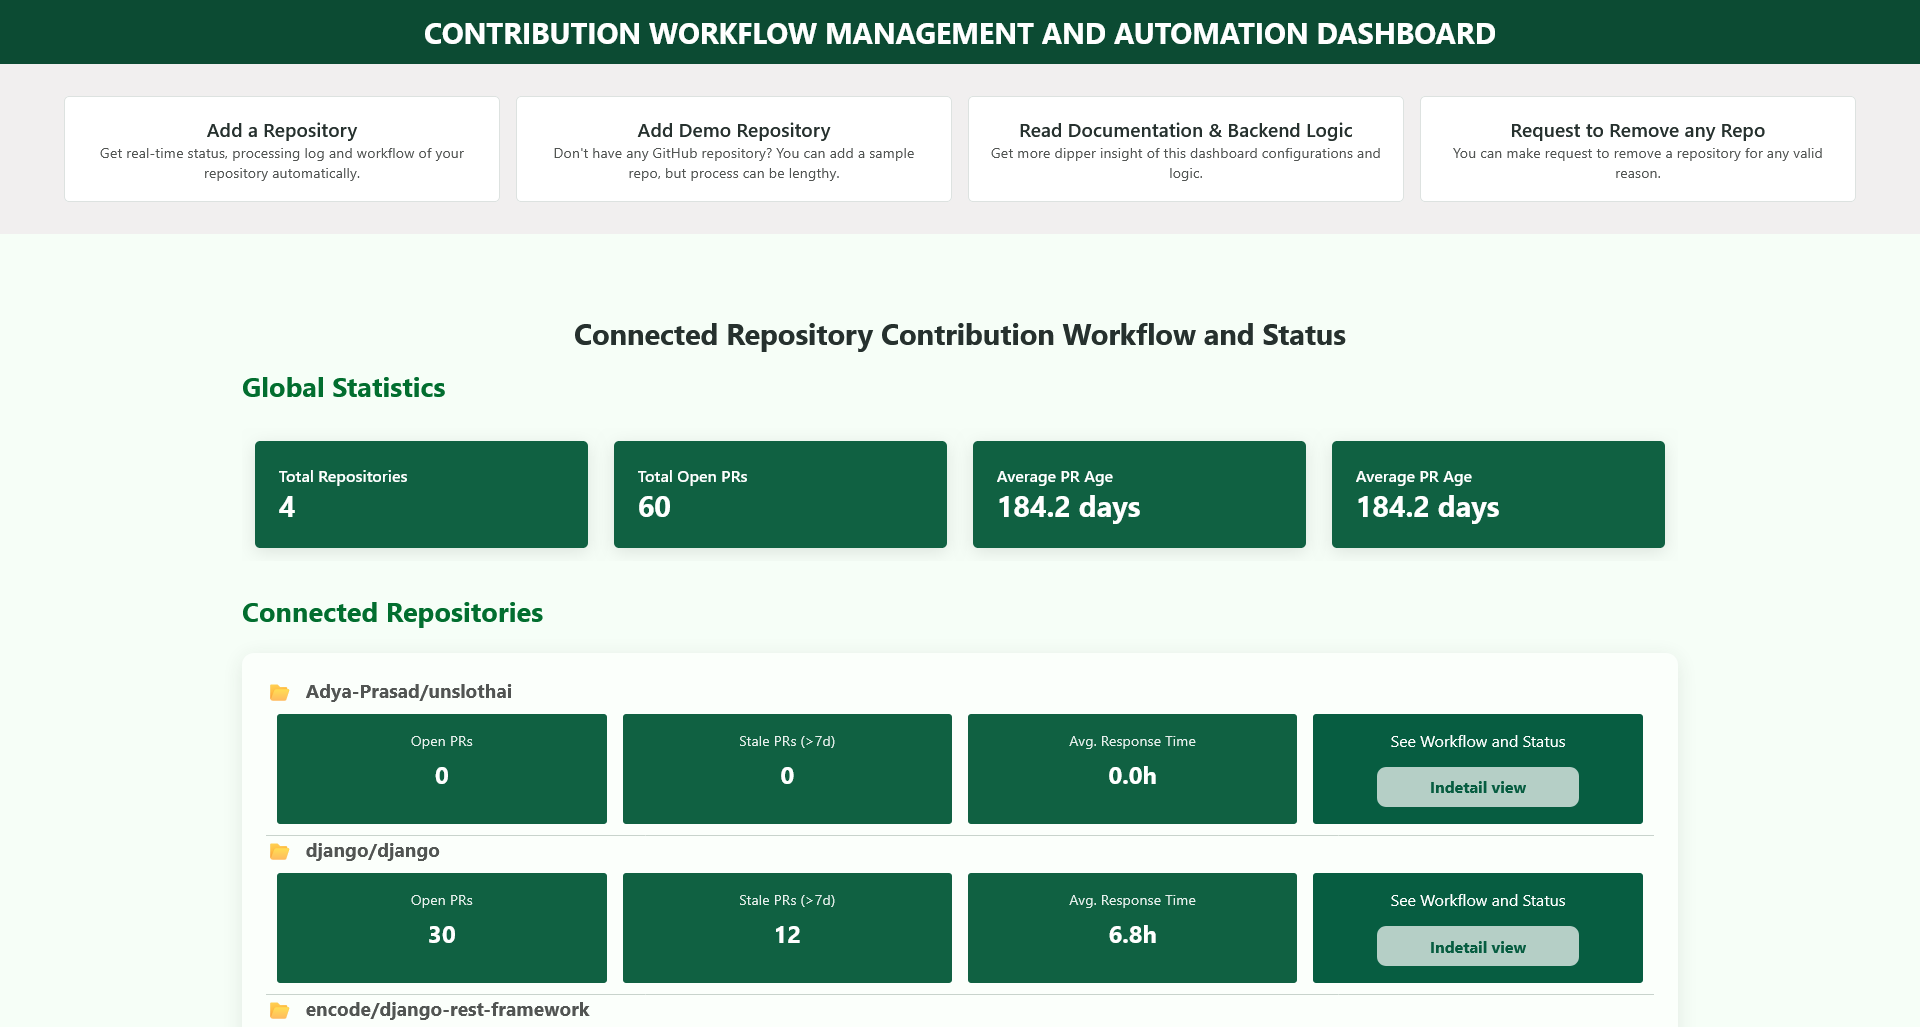 CONTRIBUTION WORKFLOW MANAGEMENT AND AUTOMATION DASHBOARD
Add a Repository
Get real-time status, processing log and workflow of your
repository automatically.
Add Demo Repository
Don't have any GitHub repository? You can add a sample
repo, but process can be lengthy.
Read Documentation & Backend Logic
Get more dipper insight of this dashboard configurations and
logic.
Request to Remove any Repo
You can make request to remove a repository for any valid
reason.
Connected Repository Contribution Workflow and Status
Global Statistics
Total Repositories
4
Total Open PRs
60
Average PR Age
184.2 days
Average PR Age
184.2 days
Connected Repositories
Adya-Prasad/unslothai
Open PRs
0
Stale PRs (>7d)
0
Avg. Response Time
0.0h
See Workflow and Status
Indetail view
django/django
Open PRs
30
Stale PRs (>7d)
12
Avg. Response Time
6.8h
See Workflow and Status
Indetail view
encode/django-rest-framework